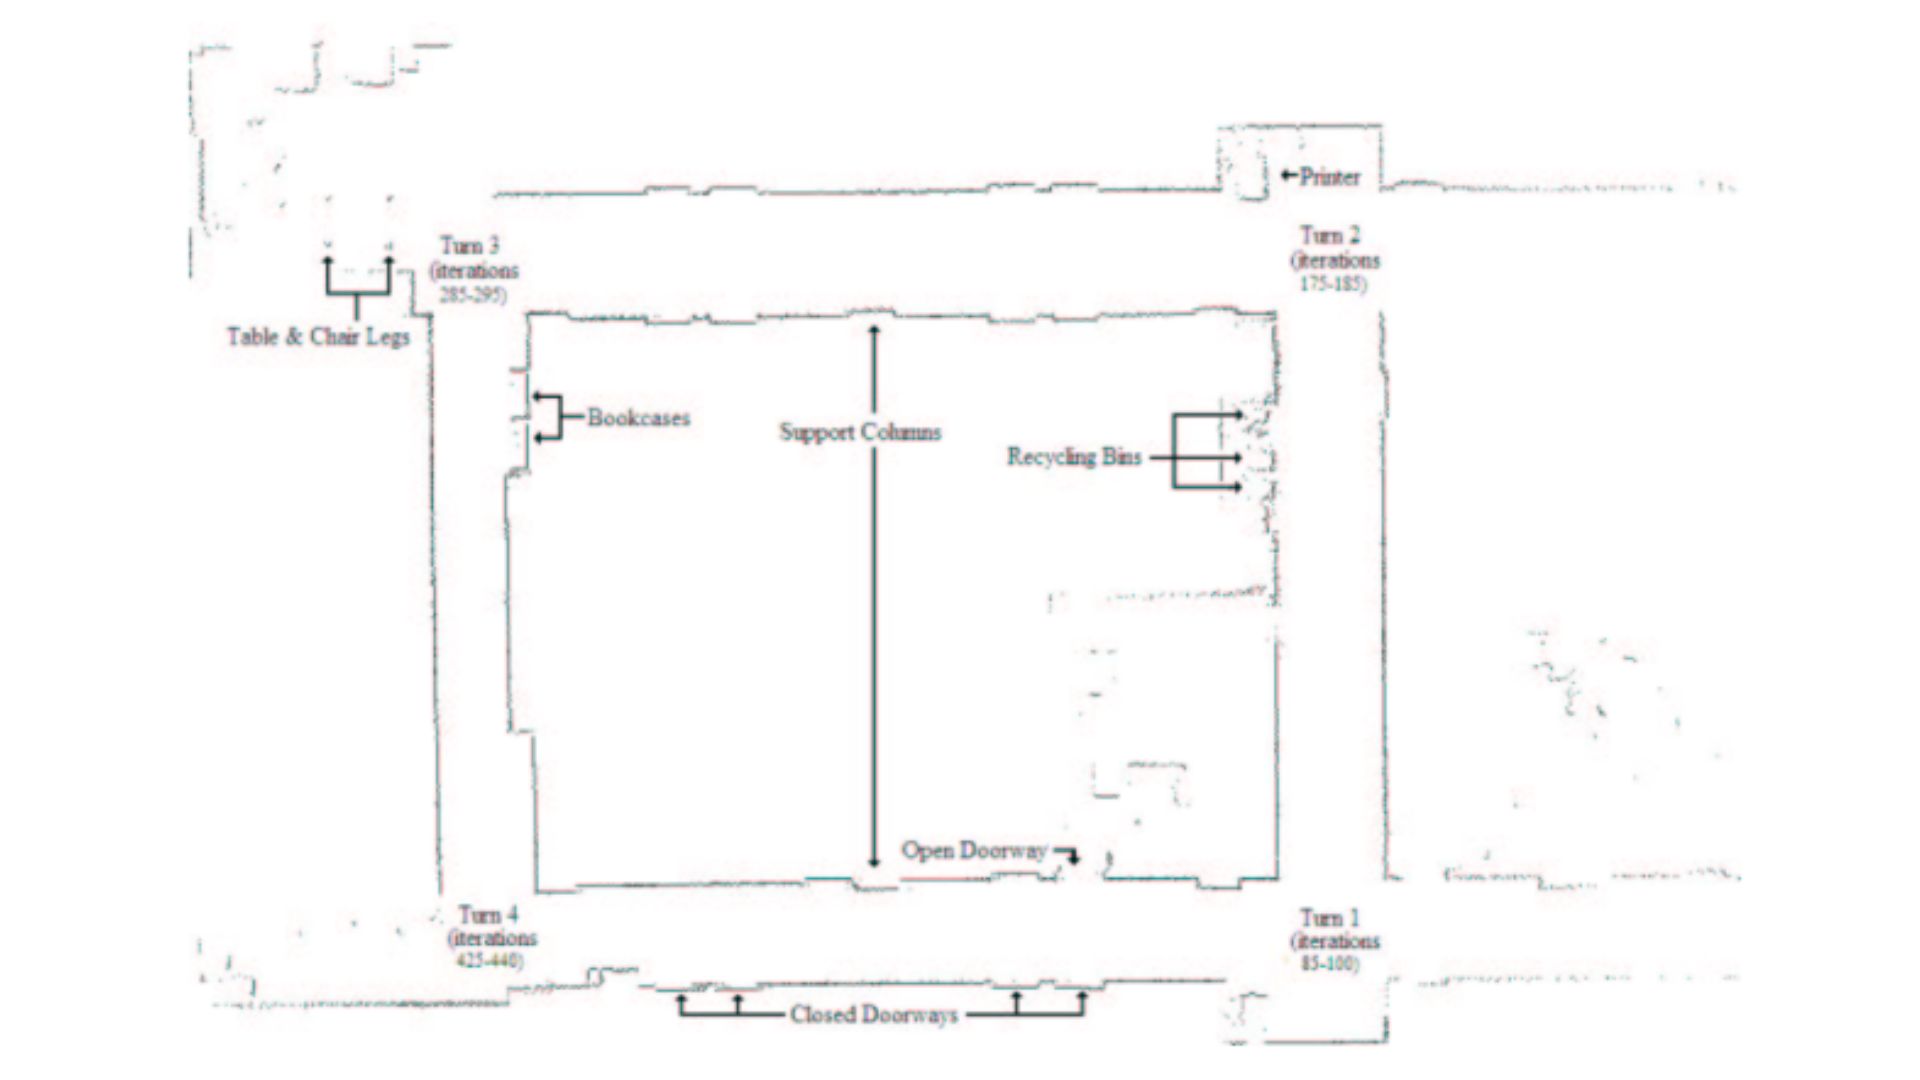 Printer
Turn 3
(iterations
285-295)
Turn 2
(iterations
175-185)
Table & Chair Legs
Bookcases
Support Columns
Recycling Bins
Open Doorway
Turn 4
(iterations
425-440)
Turn 1
(iterations
85-100)
Closed Doorways